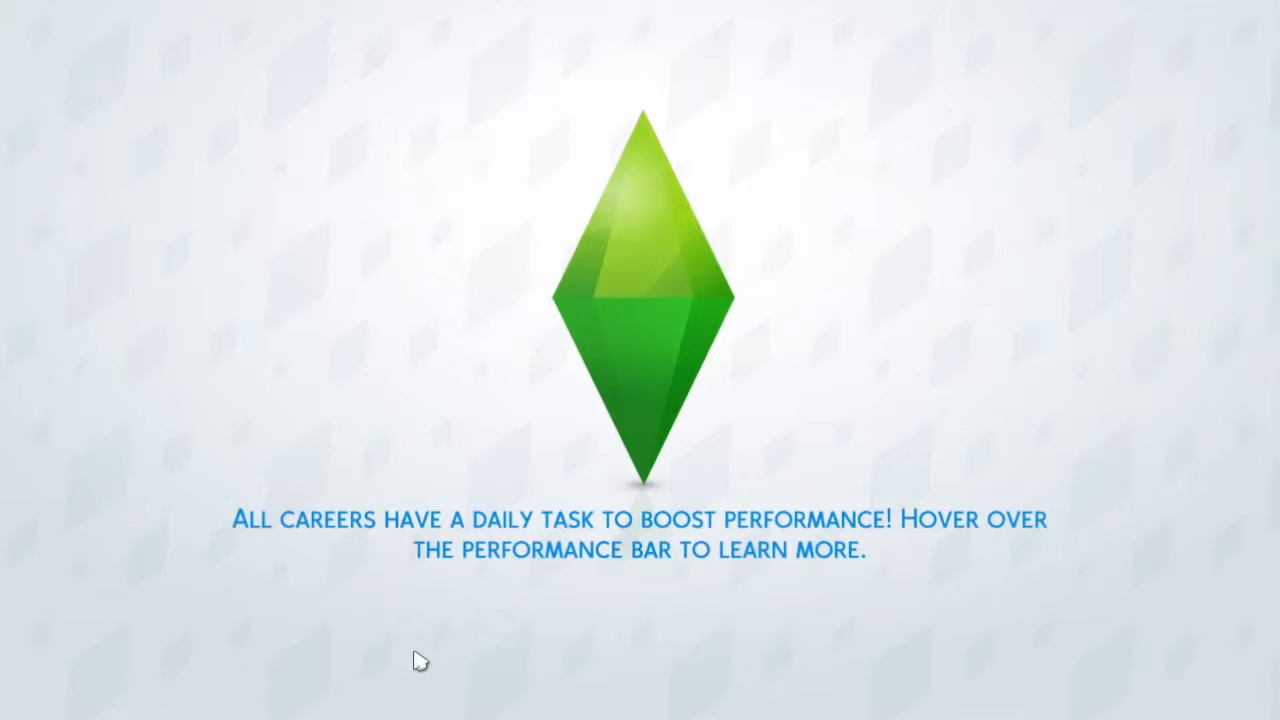 All careers have a daily task to boost performance! Hover over
the performance bar to learn more.